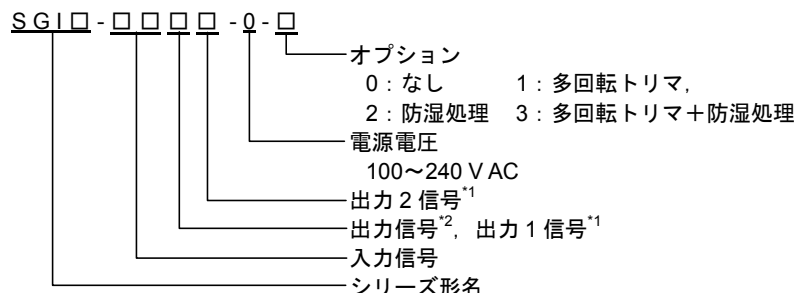 SGI□-□□□□-0-□
オプション
0：なし　　1：多回転トリマ，
2：防湿処理　3：多回転トリマ＋防湿処理
電源電圧
100～240 V AC
出力2信号*1
出力信号*2，出力1信号*1
入力信号
シリーズ形名